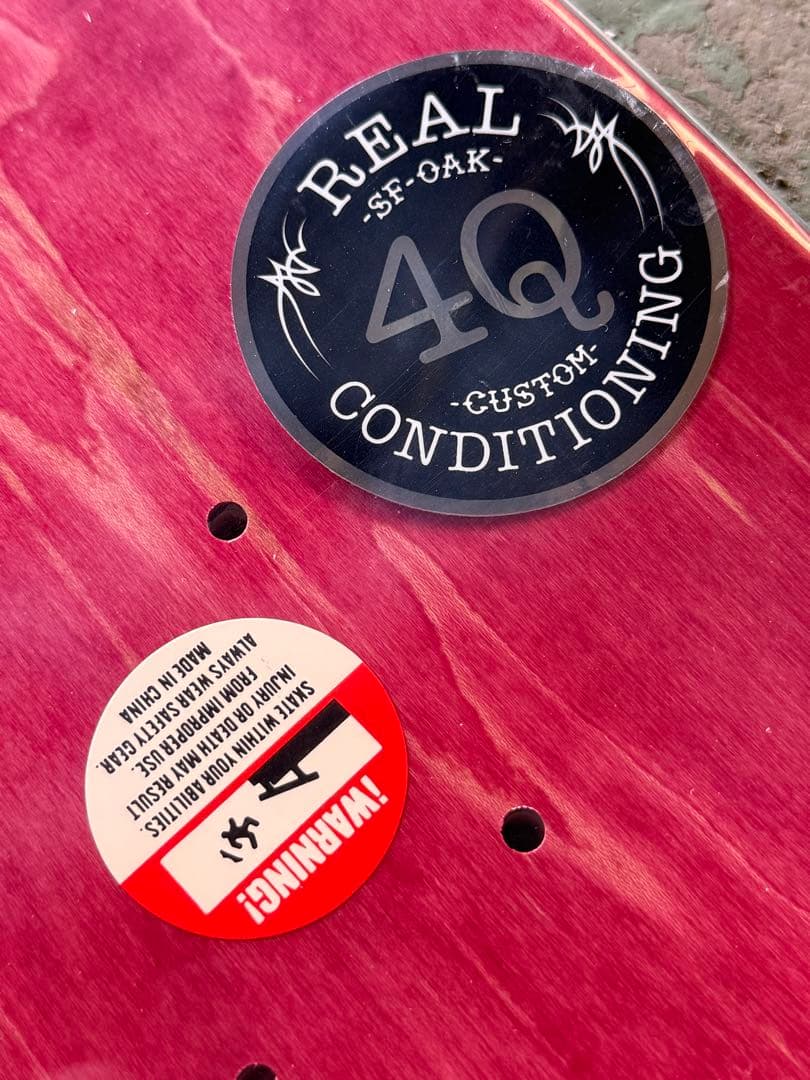 REAL
-SF-OAK-
4Q
-CUSTOM-
CONDITIONING
¡WARNING!
SKATE WITHIN YOUR ABILITIES.
INJURY OR DEATH MAY RESULT
FROM IMPROPER USE.
ALWAYS WEAR SAFETY GEAR.
MADE IN CHINA